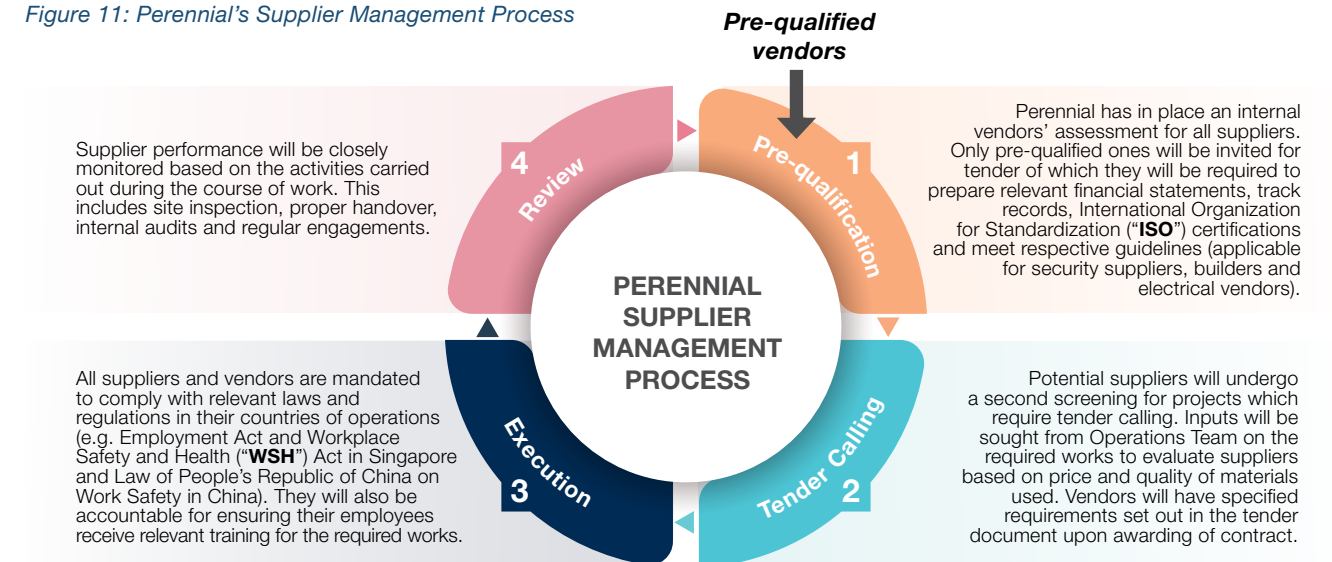 Figure 11: Perennial’s Supplier Management Process
Pre-qualified
vendors
Perennial has in place an internal
vendors’ assessment for all suppliers.
Only pre-qualified ones will be invited for
tender of which they will be required to
prepare relevant financial statements, track
records, International Organization
for Standardization (“ISO”) certifications
and meet respective guidelines (applicable
for security suppliers, builders and
electrical vendors).
1
Pre-qualification
Supplier performance will be closely
monitored based on the activities carried
out during the course of work. This
includes site inspection, proper handover,
internal audits and regular engagements.
4
Review
PERENNIAL
SUPPLIER
MANAGEMENT
PROCESS
All suppliers and vendors are mandated
to comply with relevant laws and
regulations in their countries of operations
(e.g. Employment Act and Workplace
Safety and Health (“WSH”) Act in Singapore
and Law of People’s Republic of China on
Work Safety in China). They will also be
accountable for ensuring their employees
receive relevant training for the required works.
Execution
3
Tender Calling
2
Potential suppliers will undergo
a second screening for projects which
require tender calling. Inputs will be
sought from Operations Team on the
required works to evaluate suppliers
based on price and quality of materials
used. Vendors will have specified
requirements set out in the tender
document upon awarding of contract.